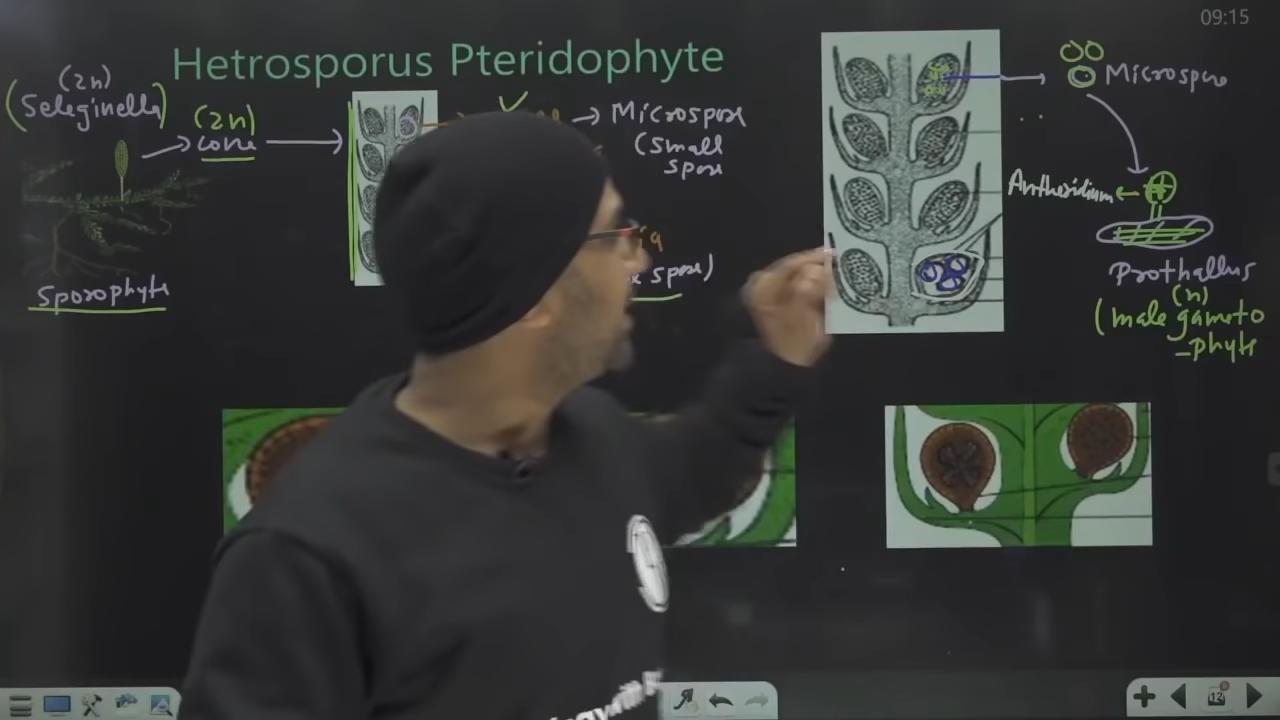 09:15
Hetrosporus Pteridophyte
(2n)
(Seleginella)
(2n)
cone
Sporophyte
→ Microspore
(small
spore
spore)
Microspore
Antheridium
Prothallus
(n)
(male gameto
-phyte
12